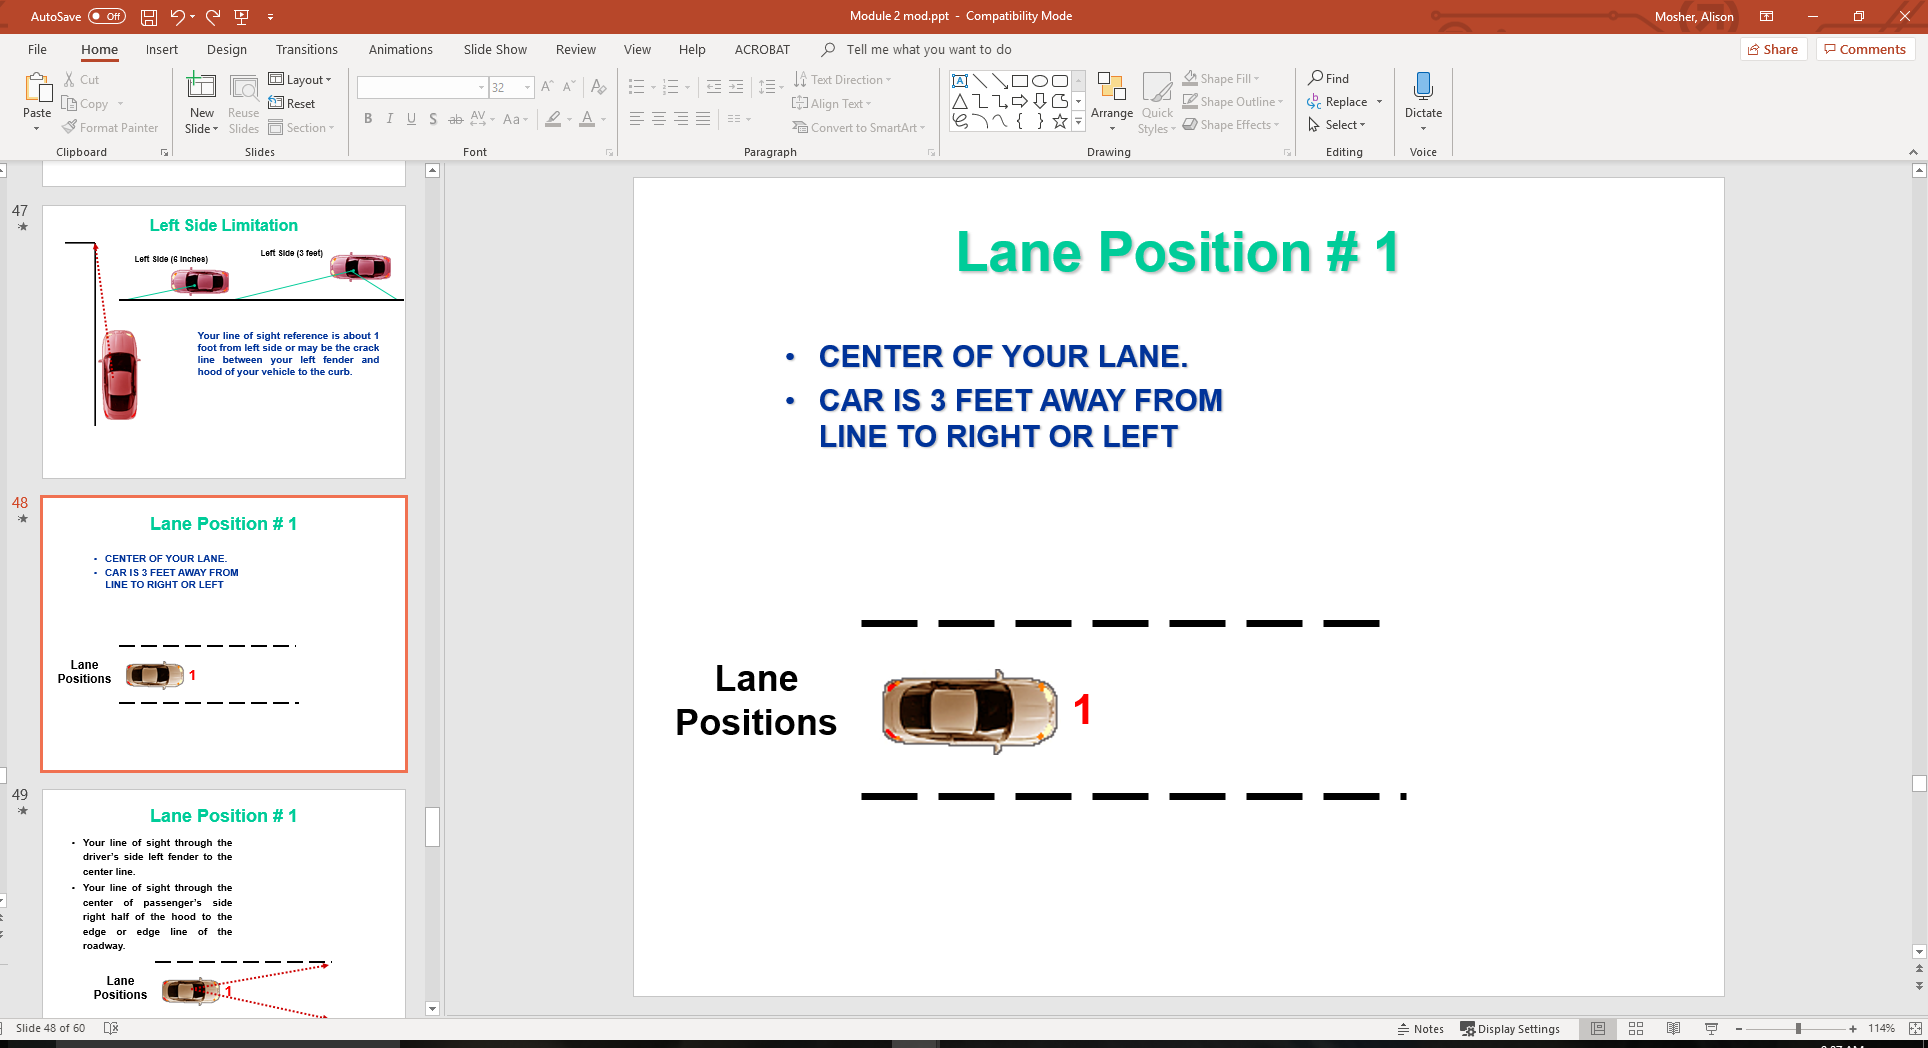 AutoSave Off Module 2 mod.ppt - Compatibility Mode Mosher, Alison
File Home Insert Design Transitions Animations Slide Show Review View Help ACROBAT Tell me what you want to do Share Comments
Paste
Cut
Copy
Format Painter
Clipboard
New Slide
Reuse Slides
Layout
Reset
Section
Slides
32
B I U S ab AV Aa A
Font
Text Direction
Align Text
Convert to SmartArt
Paragraph
Arrange
Quick Styles
Shape Fill
Shape Outline
Shape Effects
Drawing
Find
Replace
Select
Editing
Dictate
Voice
47
Left Side Limitation
Left Side (6 Inches)
Left Side (3 feet)
Your line of sight reference is about 1
foot from left side or may be the crack
line between your left fender and
hood of your vehicle to the curb.
48
Lane Position # 1
• CENTER OF YOUR LANE.
• CAR IS 3 FEET AWAY FROM
LINE TO RIGHT OR LEFT
Lane
Positions
1
49
Lane Position # 1
• Your line of sight through the
driver's side left fender to the
center line.
• Your line of sight through the
center of passenger's side
right half of the hood to the
edge or edge line of the
roadway.
Lane
Positions
1
Lane Position # 1
• CENTER OF YOUR LANE.
• CAR IS 3 FEET AWAY FROM
LINE TO RIGHT OR LEFT
Lane
Positions
1
Slide 48 of 60 Notes Display Settings 114%